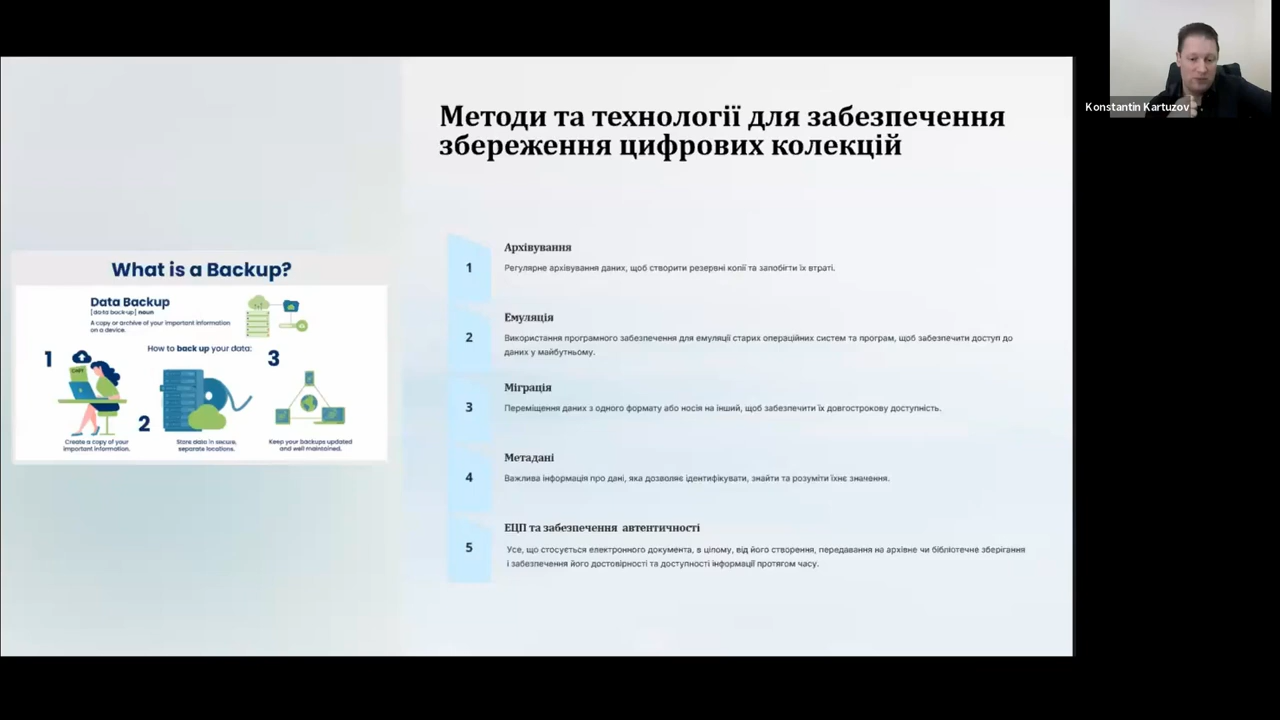 Konstantin Kartuzov
Методи та технології для забезпечення
збереження цифрових колекцій
What is a Backup?
Data Backup
[da·ta back·up] noun
A copy or archive of your important information
on a device.
How to back up your data:
1
COPY
Create a copy of your
important information.
2
Store data in secure,
separate locations.
3
Keep your backups updated
and well maintained.
1
Архівування
Регулярне архівування даних, щоб створити резервні копії та запобігти їх втраті.
2
Емуляція
Використання програмного забезпечення для емуляції старих операційних систем та програм, щоб забезпечити доступ до
даних у майбутньому.
3
Міграція
Переміщення даних з одного формату або носія на інший, щоб забезпечити їх довгострокову доступність.
4
Метадані
Важлива інформація про дані, яка дозволяє ідентифікувати, знайти та розуміти їхнє значення.
5
ЕЦП та забезпечення автентичності
Усе, що стосується електронного документа, в цілому, від його створення, передавання на архівне чи бібліотечне зберігання
і забезпечення його достовірності та доступності інформації протягом часу.